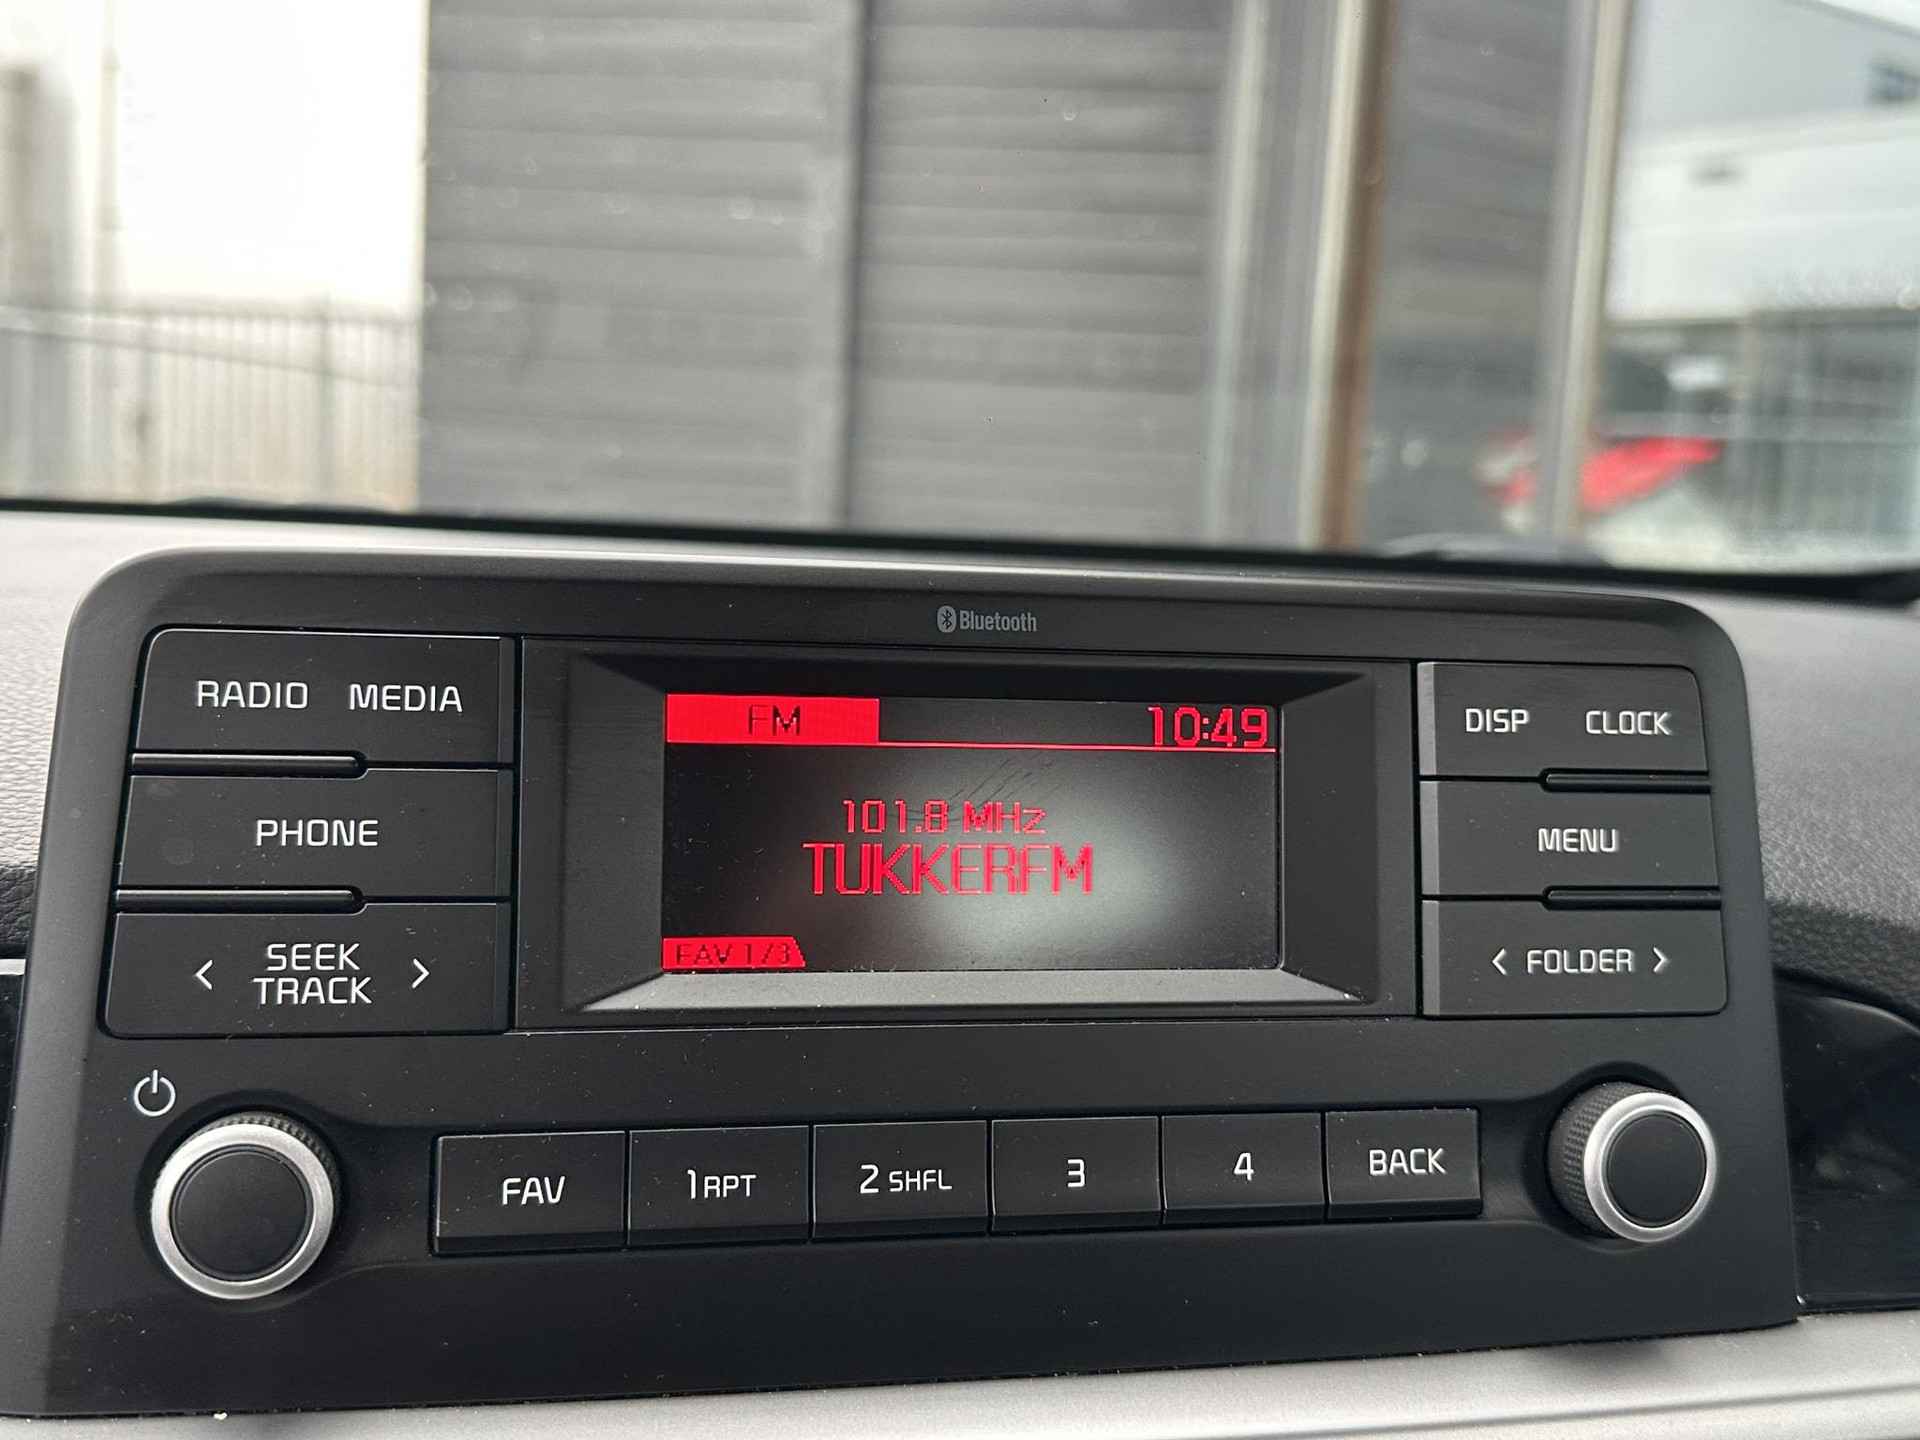 Bluetooth
RADIO MEDIA
PHONE
< SEEK TRACK >
FM 10:49
101.8 MHz
TUKKERFM
FAV 1/3
DISP CLOCK
MENU
< FOLDER >
FAV 1 RPT 2 SHFL 3 4 BACK